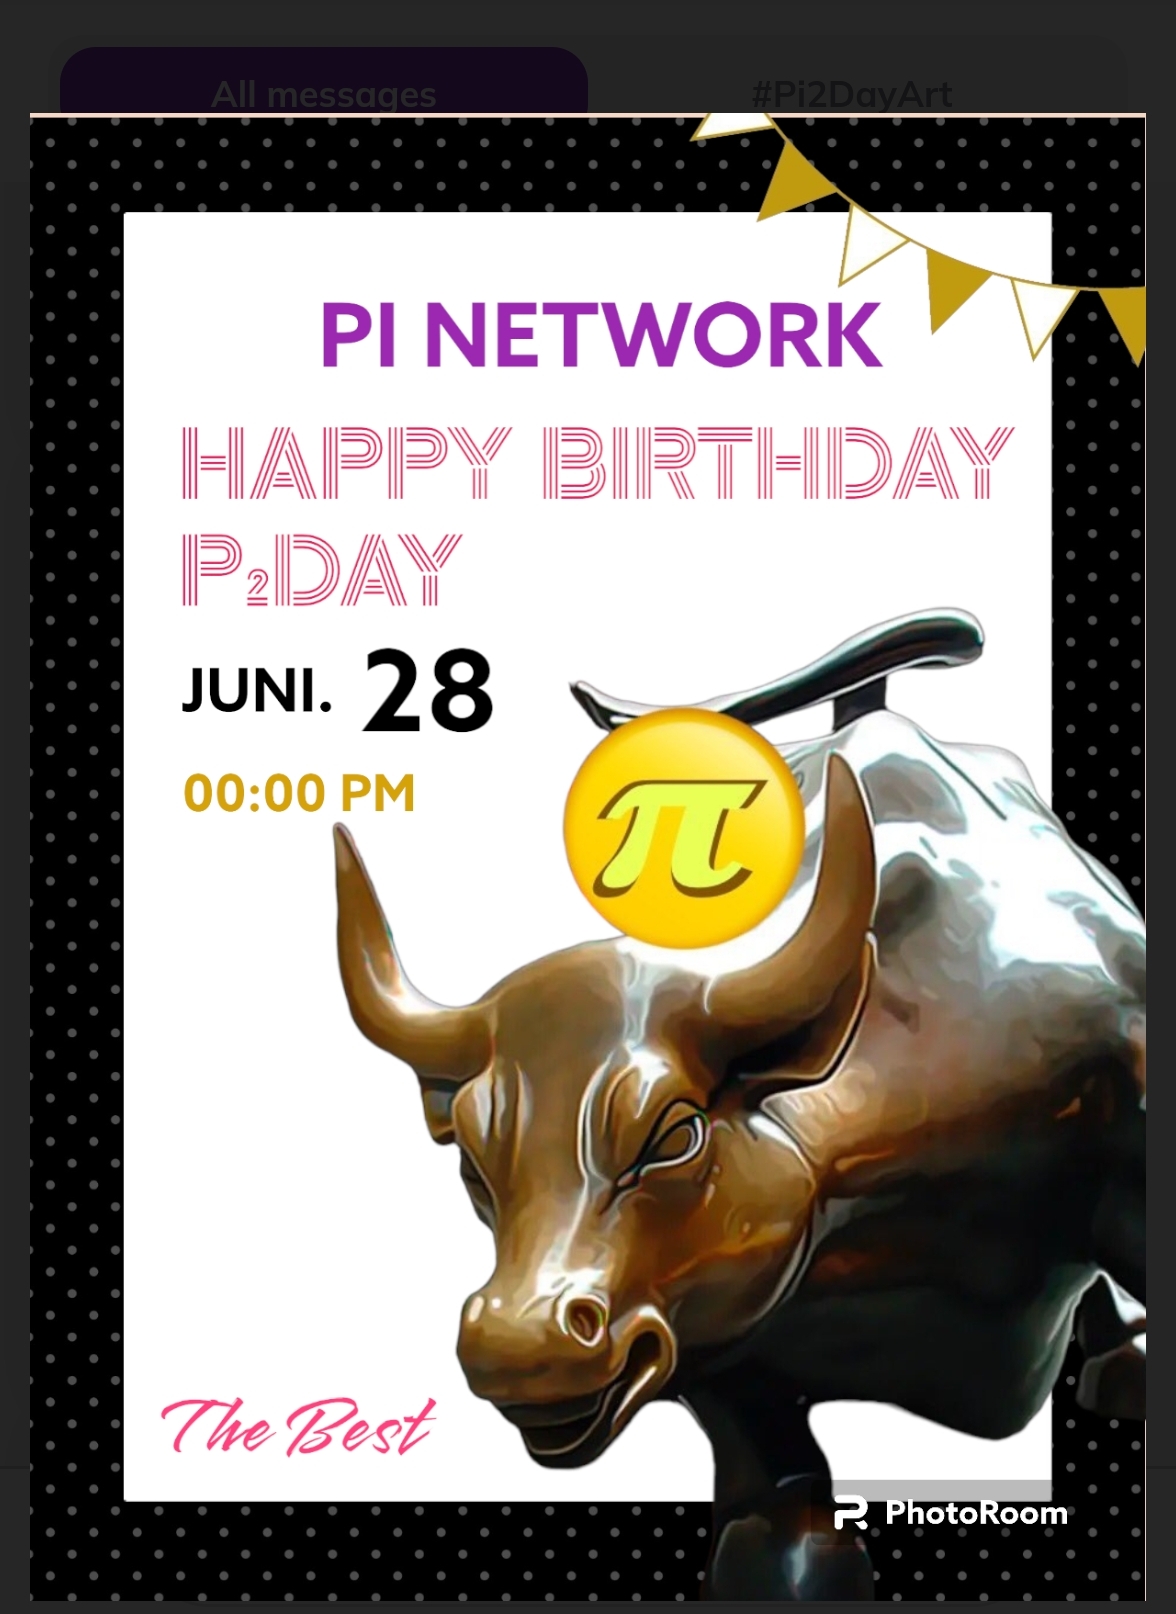 All messages
#Pi2DayArt
PI NETWORK
HAPPY BIRTHDAY
P₂DAY
JUNI. 28
00:00 PM
π
The Best
PhotoRoom